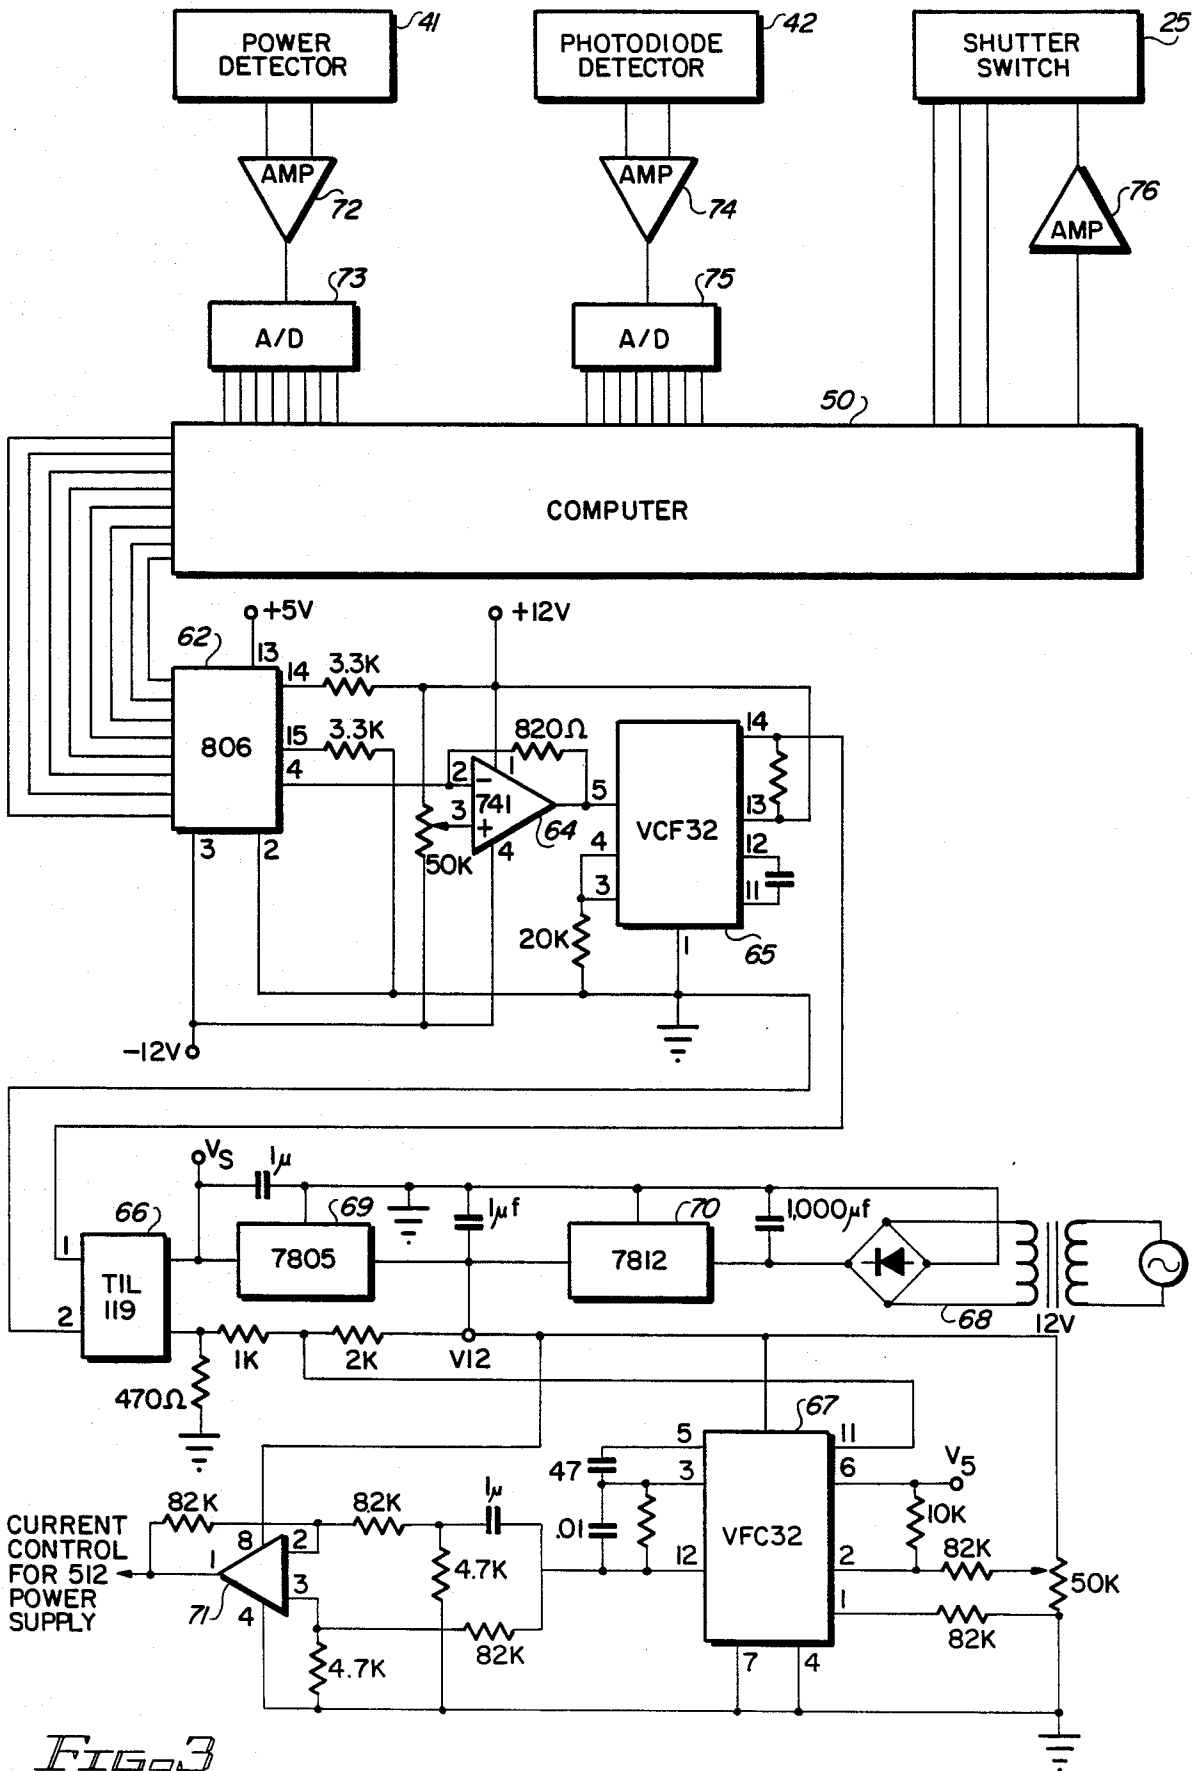 41
42
25
POWER
DETECTOR
PHOTODIODE
DETECTOR
SHUTTER
SWITCH
AMP
72
AMP
74
76
AMP
73
75
A/D
A/D
50
COMPUTER
+5V
+12V
62
13
14
3.3K
15
3.3K
820Ω
14
806
4
2
-
1
5
741
3
+
64
VCF32
13
4
12
3
2
50K
4
3
11
20K
1
65
-12V
VS
1μ
66
69
1μf
70
1,000μf
1
7805
7812
TIL
119
2
68
12V
1K
2K
V12
470Ω
67
5
11
47
3
6
V5
82K
82K
1μ
10K
CURRENT
CONTROL
FOR 512
POWER
SUPPLY
8
2
.01
VFC32
82K
1
4.7K
12
2
3
50K
71
4
1
82K
82K
4.7K
7
4
FIG. 3